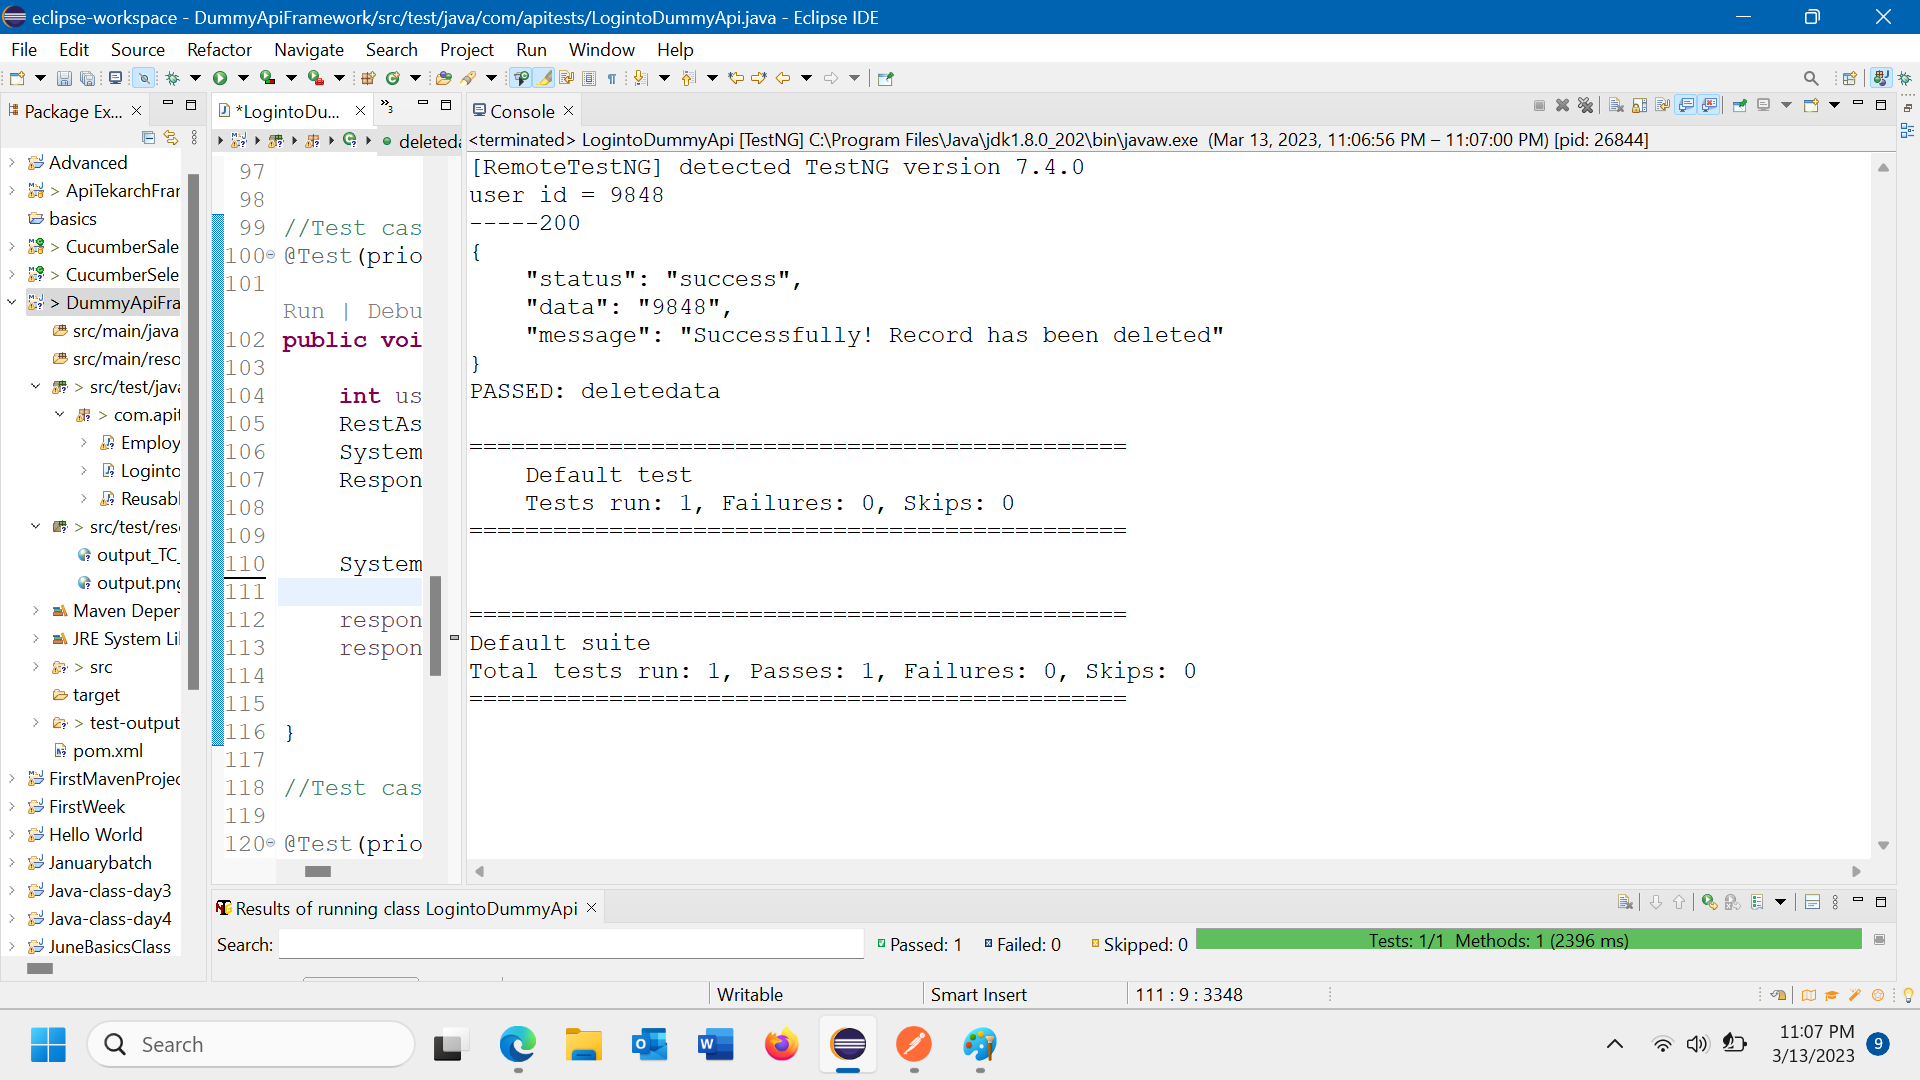 eclipse-workspace - DummyApiFramework/src/test/java/com/apitests/LogintoDummyApi.java - Eclipse IDE
File Edit Source Refactor Navigate Search Project Run Window Help
Package Ex...
Advanced
> ApiTekarchFrar
basics
> CucumberSale
> CucumberSele
> DummyApiFra
src/main/java
src/main/reso
> src/test/java
> com.apit
Employ
Loginto
Reusabl
> src/test/res
output_TC_
output.png
Maven Deper
JRE System Li
> src
target
> test-output
pom.xml
FirstMavenProjec
FirstWeek
Hello World
Januarybatch
Java-class-day3
Java-class-day4
JuneBasicsClass
*LogintoDu...
»3
deleteda
97
98
99 //Test cas
100 @Test(prio
101
Run | Debu
102 public voi
103
104 int us
105 RestAs
106 System
107 Respon
108
109
110 System
111
112 respon
113 respon
114
115
116 }
117
118 //Test cas
119
120 @Test(prio
Console
<terminated> LogintoDummyApi [TestNG] C:\Program Files\Java\jdk1.8.0_202\bin\javaw.exe (Mar 13, 2023, 11:06:56 PM – 11:07:00 PM) [pid: 26844]
[RemoteTestNG] detected TestNG version 7.4.0
user id = 9848
-----200
{
"status": "success",
"data": "9848",
"message": "Successfully! Record has been deleted"
}
PASSED: deletedata
===============================================
Default test
Tests run: 1, Failures: 0, Skips: 0
===============================================
===============================================
Default suite
Total tests run: 1, Passes: 1, Failures: 0, Skips: 0
===============================================
Results of running class LogintoDummyApi
Search:
Passed: 1 Failed: 0 Skipped: 0
Tests: 1/1 Methods: 1 (2396 ms)
Writable Smart Insert 111 : 9 : 3348
Search
11:07 PM
3/13/2023
9